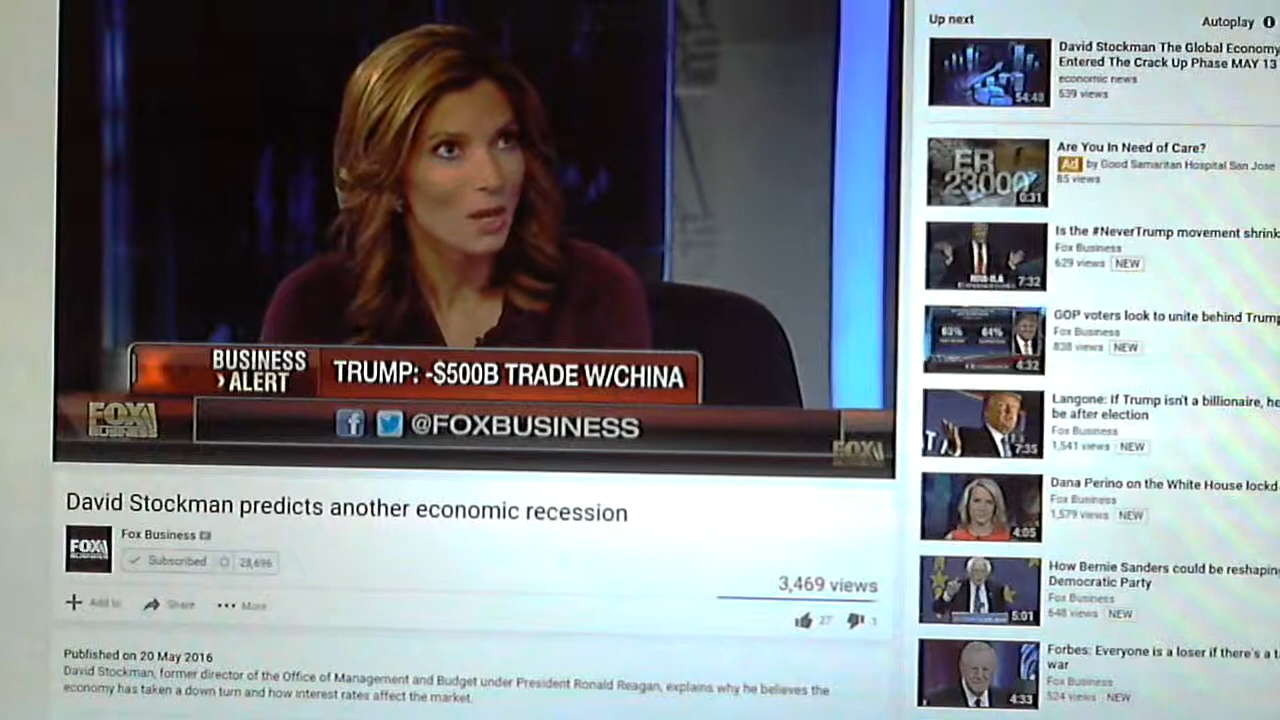 BUSINESS
›ALERT
TRUMP: -$500B TRADE W/CHINA
FOX
BUSINESS
@FOXBUSINESS
FOX
David Stockman predicts another economic recession
FOX
Fox Business
Subscribed 28,696
3,469 views
Add to Share More
27 1
Published on 20 May 2016
David Stockman, former director of the Office of Management and Budget under President Ronald Reagan, explains why he believes the
economy has taken a down turn and how interest rates affect the market.
Up next
Autoplay
David Stockman The Global Economy
Entered The Crack Up Phase MAY 13
economic news
539 views
54:48
Are You In Need of Care?
Ad by Good Samaritan Hospital San Jose
85 views
ER
23000
0:31
Is the #NeverTrump movement shrink
Fox Business
629 views NEW
7:32
GOP voters look to unite behind Trump
Fox Business
838 views NEW
63% 64%
4:32
Langone: If Trump isn't a billionaire, he
be after election
Fox Business
1,541 views NEW
7:35
Dana Perino on the White House lockd
Fox Business
1,579 views NEW
4:05
How Bernie Sanders could be reshaping
Democratic Party
Fox Business
648 views NEW
5:01
Forbes: Everyone is a loser if there's a t
war
Fox Business
524 views NEW
4:33